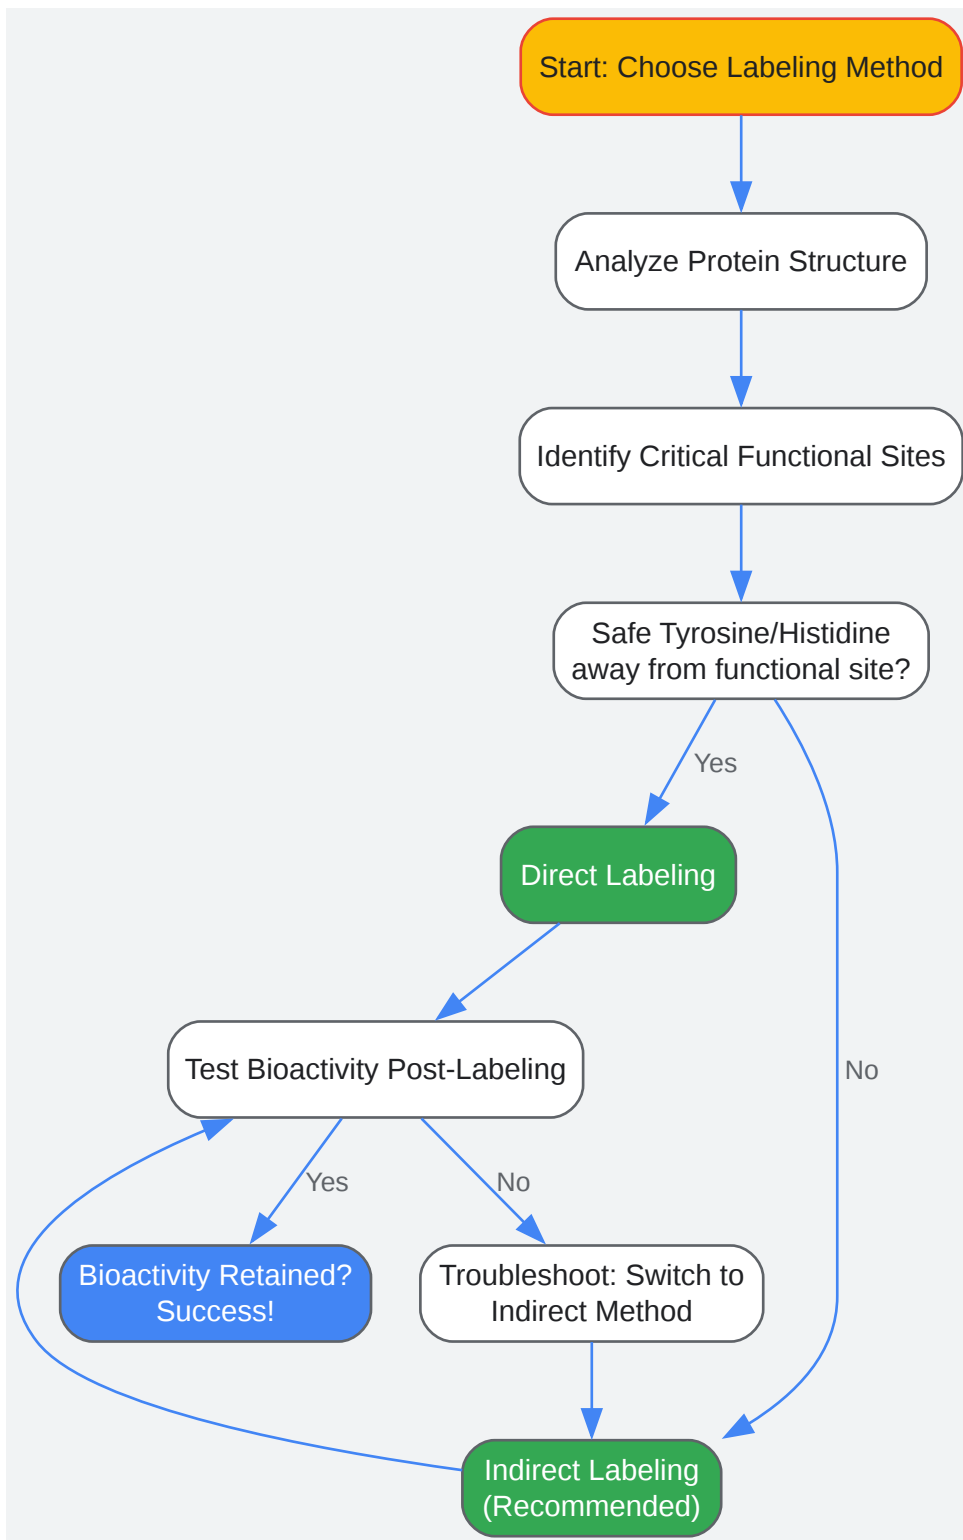 Start: Choose Labeling Method
Analyze Protein Structure
Identify Critical Functional Sites
Safe Tyrosine/Histidine
away from functional site?
Yes
Direct Labeling
Test Bioactivity Post-Labeling
No
Yes
No
Bioactivity Retained?
Success!
Troubleshoot: Switch to
Indirect Method
Indirect Labeling
(Recommended)